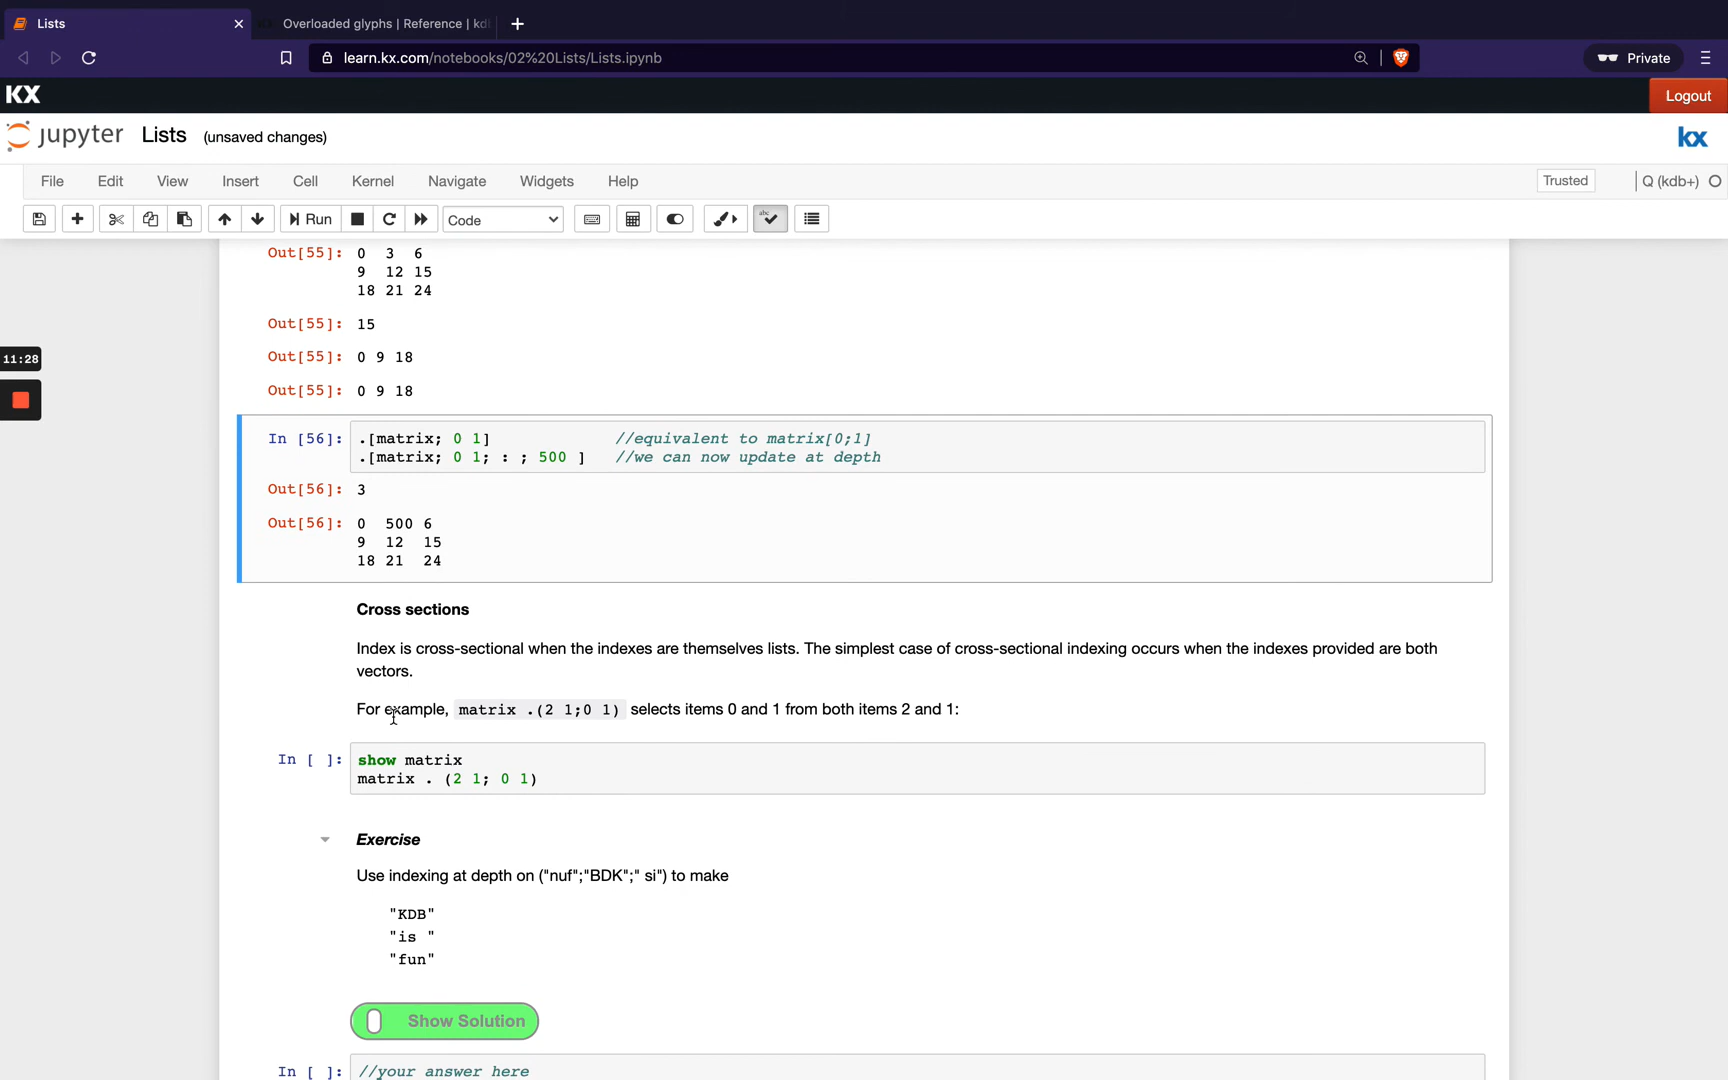 Lists
Overloaded glyphs | Reference | kd
learn.kx.com/notebooks/02%20Lists/Lists.ipynb
Private
KX
Logout
jupyter Lists (unsaved changes)
kx
File Edit View Insert Cell Kernel Navigate Widgets Help
Trusted
Q (kdb+)
Run
Code
abc
Out[55]: 0 3 6
9 12 15
18 21 24
Out[55]: 15
Out[55]: 0 9 18
Out[55]: 0 9 18
11:28
In [56]: .[matrix; 0 1] //equivalent to matrix[0;1]
.[matrix; 0 1; : ; 500 ] //we can now update at depth
Out[56]: 3
Out[56]: 0 500 6
9 12 15
18 21 24
Cross sections
Index is cross-sectional when the indexes are themselves lists. The simplest case of cross-sectional indexing occurs when the indexes provided are both
vectors.
For example, matrix .(2 1;0 1) selects items 0 and 1 from both items 2 and 1:
In [ ]: show matrix
matrix . (2 1; 0 1)
Exercise
Use indexing at depth on ("nuf";"BDK";" si") to make
"KDB"
"is "
"fun"
Show Solution
In [ ]: //your answer here